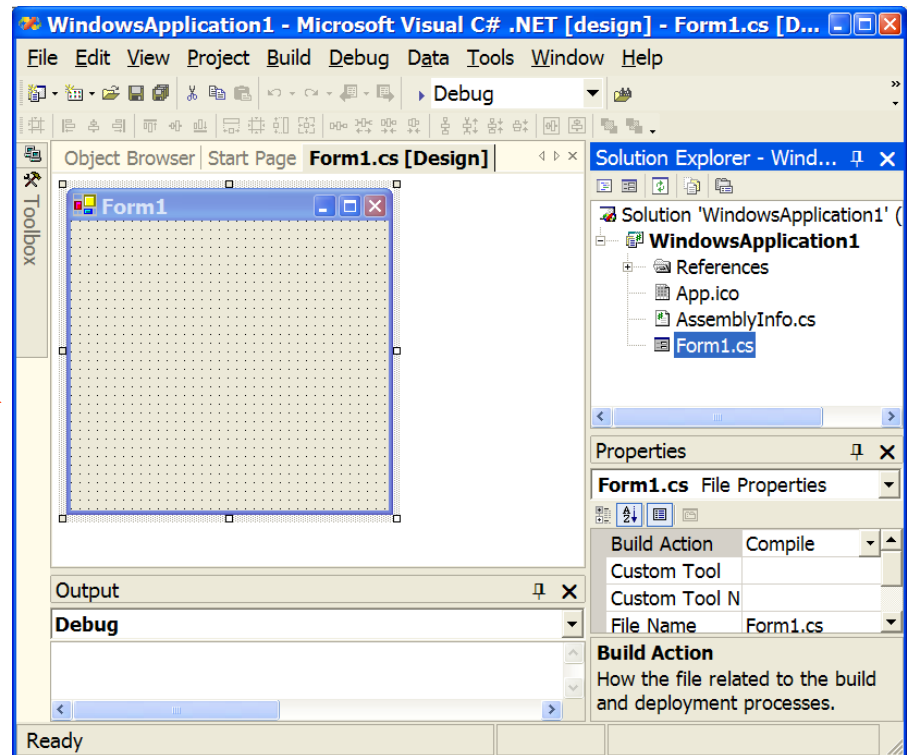 WindowsApplication1 - Microsoft Visual C# .NET [design] - Form1.cs [D...
File Edit View Project Build Debug Data Tools Window Help
Debug
Object Browser Start Page Form1.cs [Design]
Solution Explorer - Wind...
Toolbox
Form1
Solution 'WindowsApplication1' (
WindowsApplication1
References
App.ico
AssemblyInfo.cs
Form1.cs
Properties
Form1.cs File Properties
Build Action Compile
Custom Tool
Custom Tool N
File Name Form1.cs
Build Action
How the file related to the build
and deployment processes.
Output
Debug
Ready